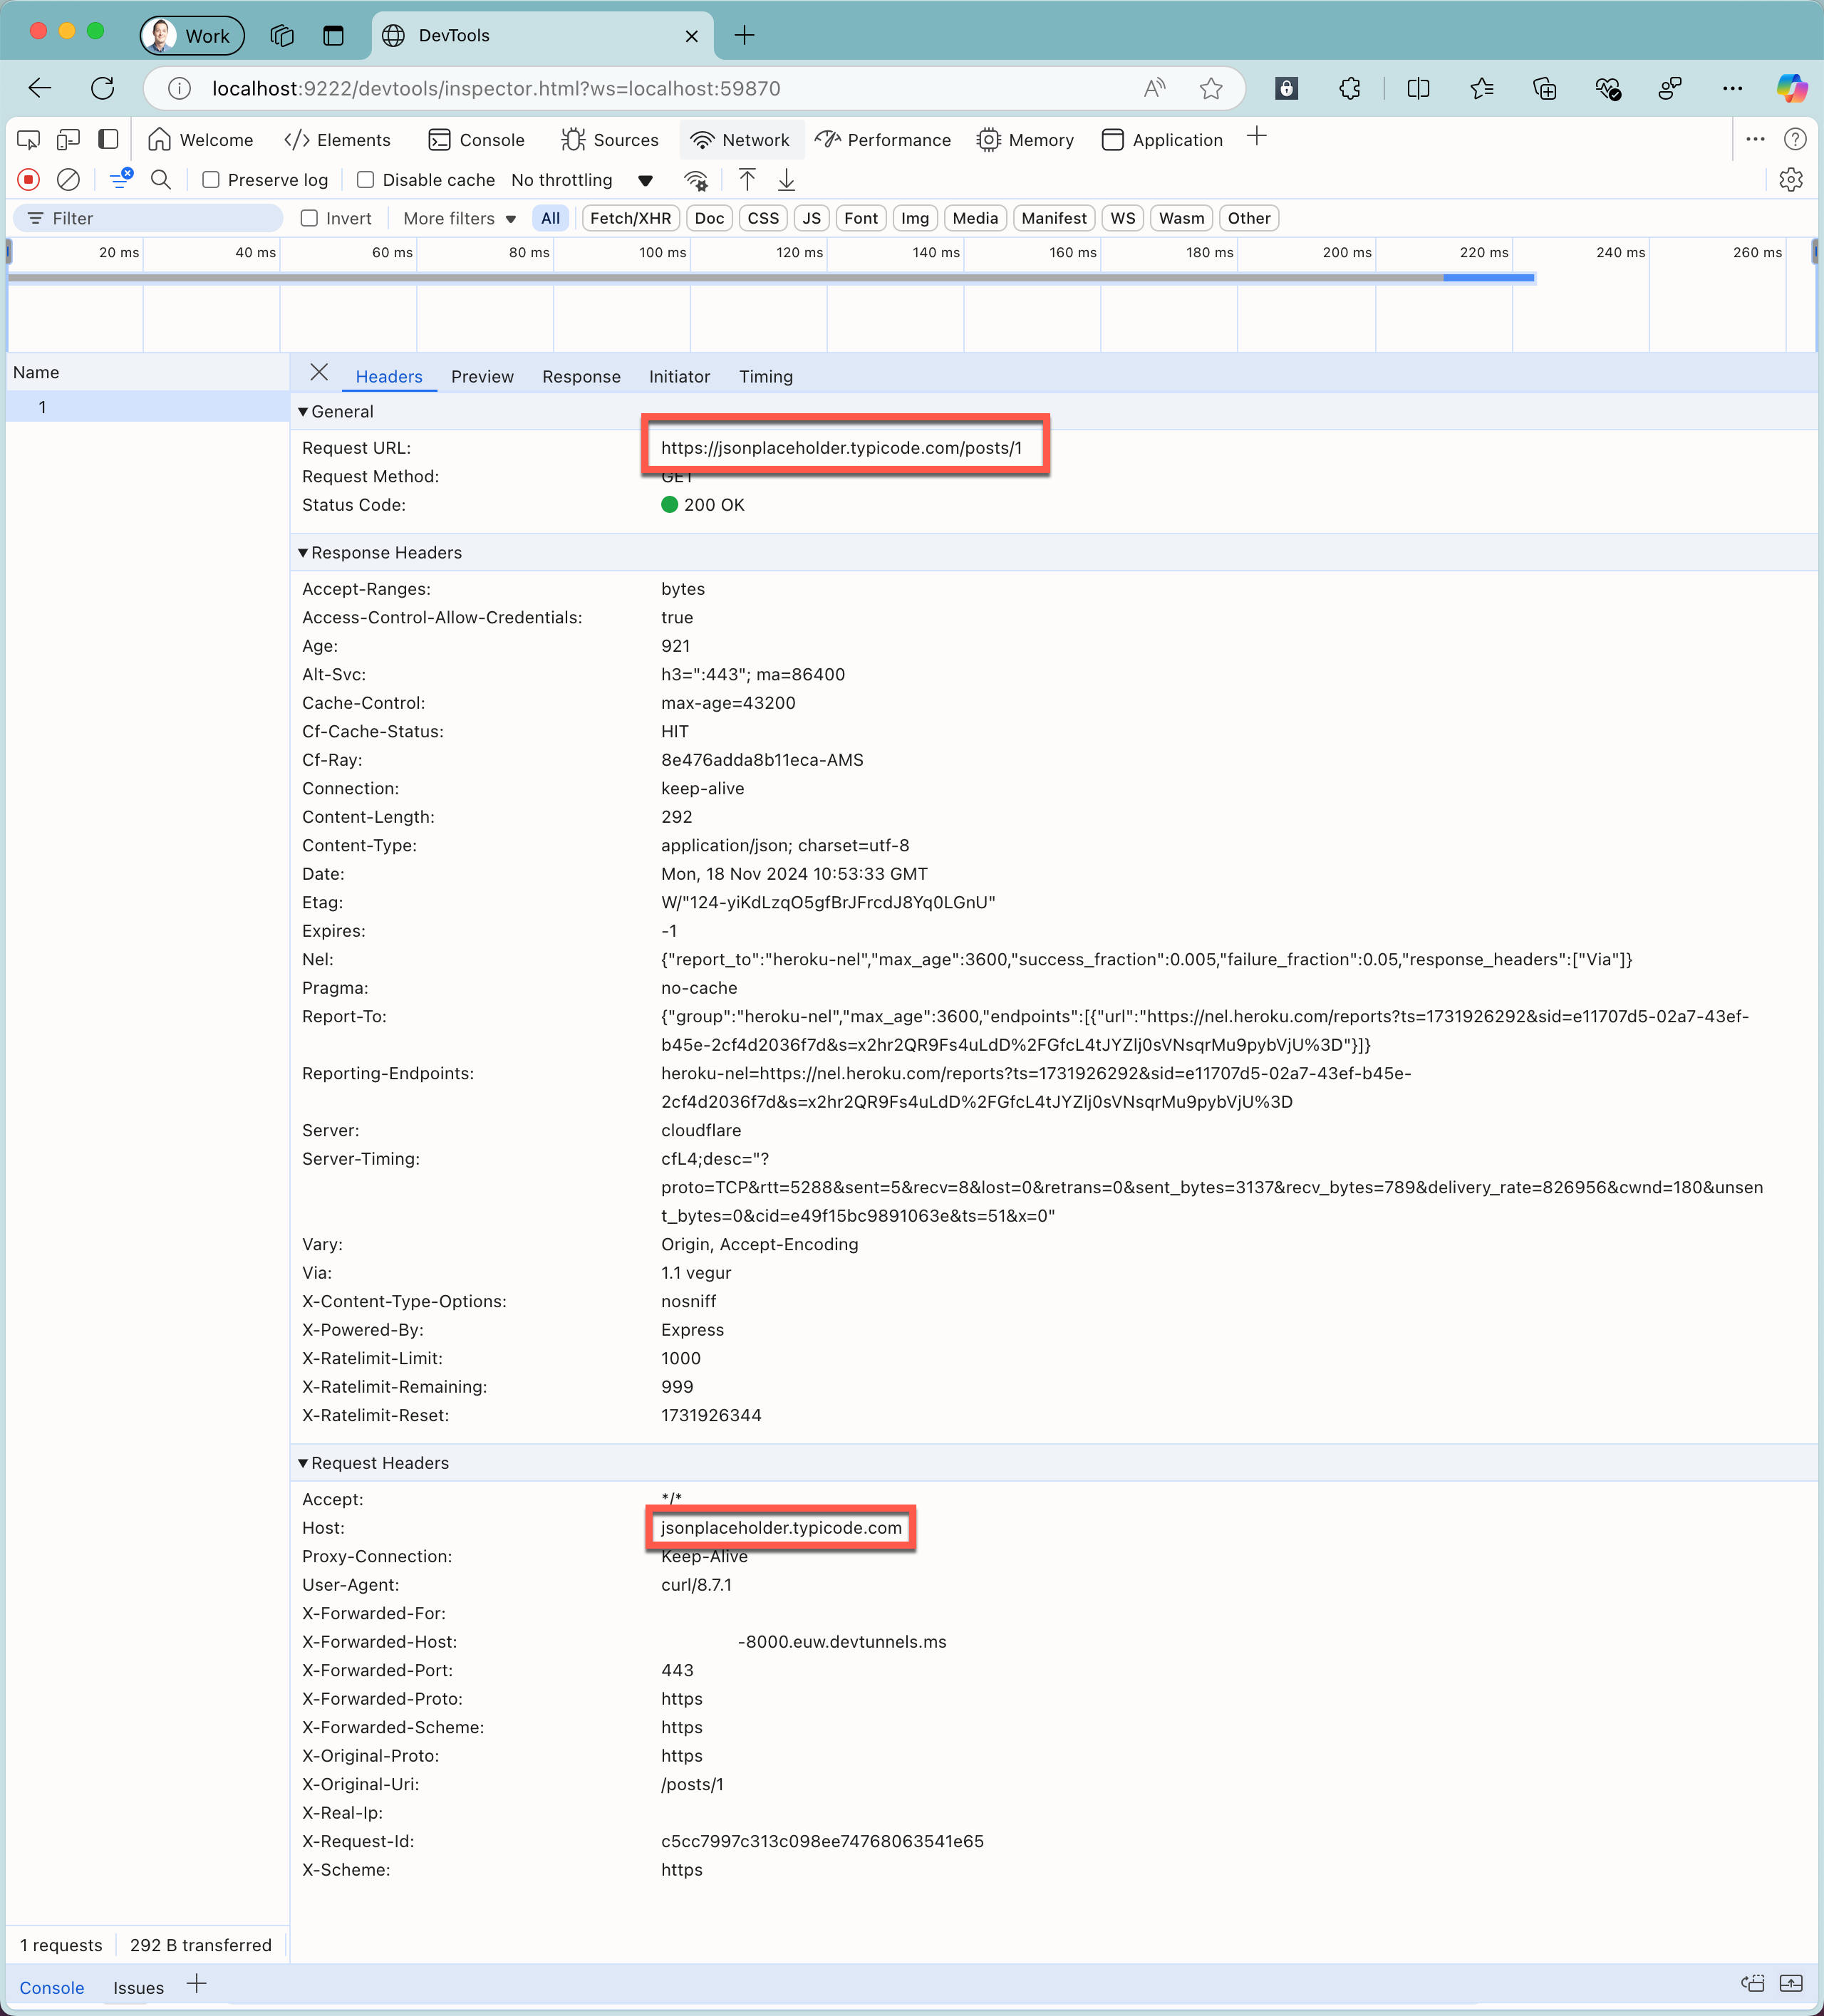 Work
DevTools
localhost:9222/devtools/inspector.html?ws=localhost:59870
Welcome
Elements
Console
Sources
Network
Performance
Memory
Application
Preserve log
Disable cache
No throttling
Filter
Invert
More filters
All
Fetch/XHR
Doc
CSS
JS
Font
Img
Media
Manifest
WS
Wasm
Other
20 ms
40 ms
60 ms
80 ms
100 ms
120 ms
140 ms
160 ms
180 ms
200 ms
220 ms
240 ms
260 ms
Name
1
Headers
Preview
Response
Initiator
Timing
General
Request URL: https://jsonplaceholder.typicode.com/posts/1
Request Method: GET
Status Code: 200 OK
Response Headers
Accept-Ranges: bytes
Access-Control-Allow-Credentials: true
Age: 921
Alt-Svc: h3=":443"; ma=86400
Cache-Control: max-age=43200
Cf-Cache-Status: HIT
Cf-Ray: 8e476adda8b11eca-AMS
Connection: keep-alive
Content-Length: 292
Content-Type: application/json; charset=utf-8
Date: Mon, 18 Nov 2024 10:53:33 GMT
Etag: W/"124-yiKdLzqO5gfBrJFrcdJ8Yq0LGnU"
Expires: -1
Nel: {"report_to":"heroku-nel","max_age":3600,"success_fraction":0.005,"failure_fraction":0.05,"response_headers":["Via"]}
Pragma: no-cache
Report-To: {"group":"heroku-nel","max_age":3600,"endpoints":[{"url":"https://nel.heroku.com/reports?ts=1731926292&sid=e11707d5-02a7-43ef-
b45e-2cf4d2036f7d&s=x2hr2QR9Fs4uLdD%2FGfcL4tJYZlj0sVNsqrMu9pybVjU%3D"}]}
Reporting-Endpoints: heroku-nel=https://nel.heroku.com/reports?ts=1731926292&sid=e11707d5-02a7-43ef-b45e-
2cf4d2036f7d&s=x2hr2QR9Fs4uLdD%2FGfcL4tJYZlj0sVNsqrMu9pybVjU%3D
Server: cloudflare
Server-Timing: cfL4;desc="?
proto=TCP&rtt=5288&sent=5&recv=8&lost=0&retrans=0&sent_bytes=3137&recv_bytes=789&delivery_rate=826956&cwnd=180&unsen
t_bytes=0&cid=e49f15bc9891063e&ts=51&x=0"
Vary: Origin, Accept-Encoding
Via: 1.1 vegur
X-Content-Type-Options: nosniff
X-Powered-By: Express
X-Ratelimit-Limit: 1000
X-Ratelimit-Remaining: 999
X-Ratelimit-Reset: 1731926344
Request Headers
Accept: */*
Host: jsonplaceholder.typicode.com
Proxy-Connection: Keep-Alive
User-Agent: curl/8.7.1
X-Forwarded-For:
X-Forwarded-Host: -8000.euw.devtunnels.ms
X-Forwarded-Port: 443
X-Forwarded-Proto: https
X-Forwarded-Scheme: https
X-Original-Proto: https
X-Original-Uri: /posts/1
X-Real-Ip:
X-Request-Id: c5cc7997c313c098ee74768063541e65
X-Scheme: https
1 requests
292 B transferred
Console
Issues